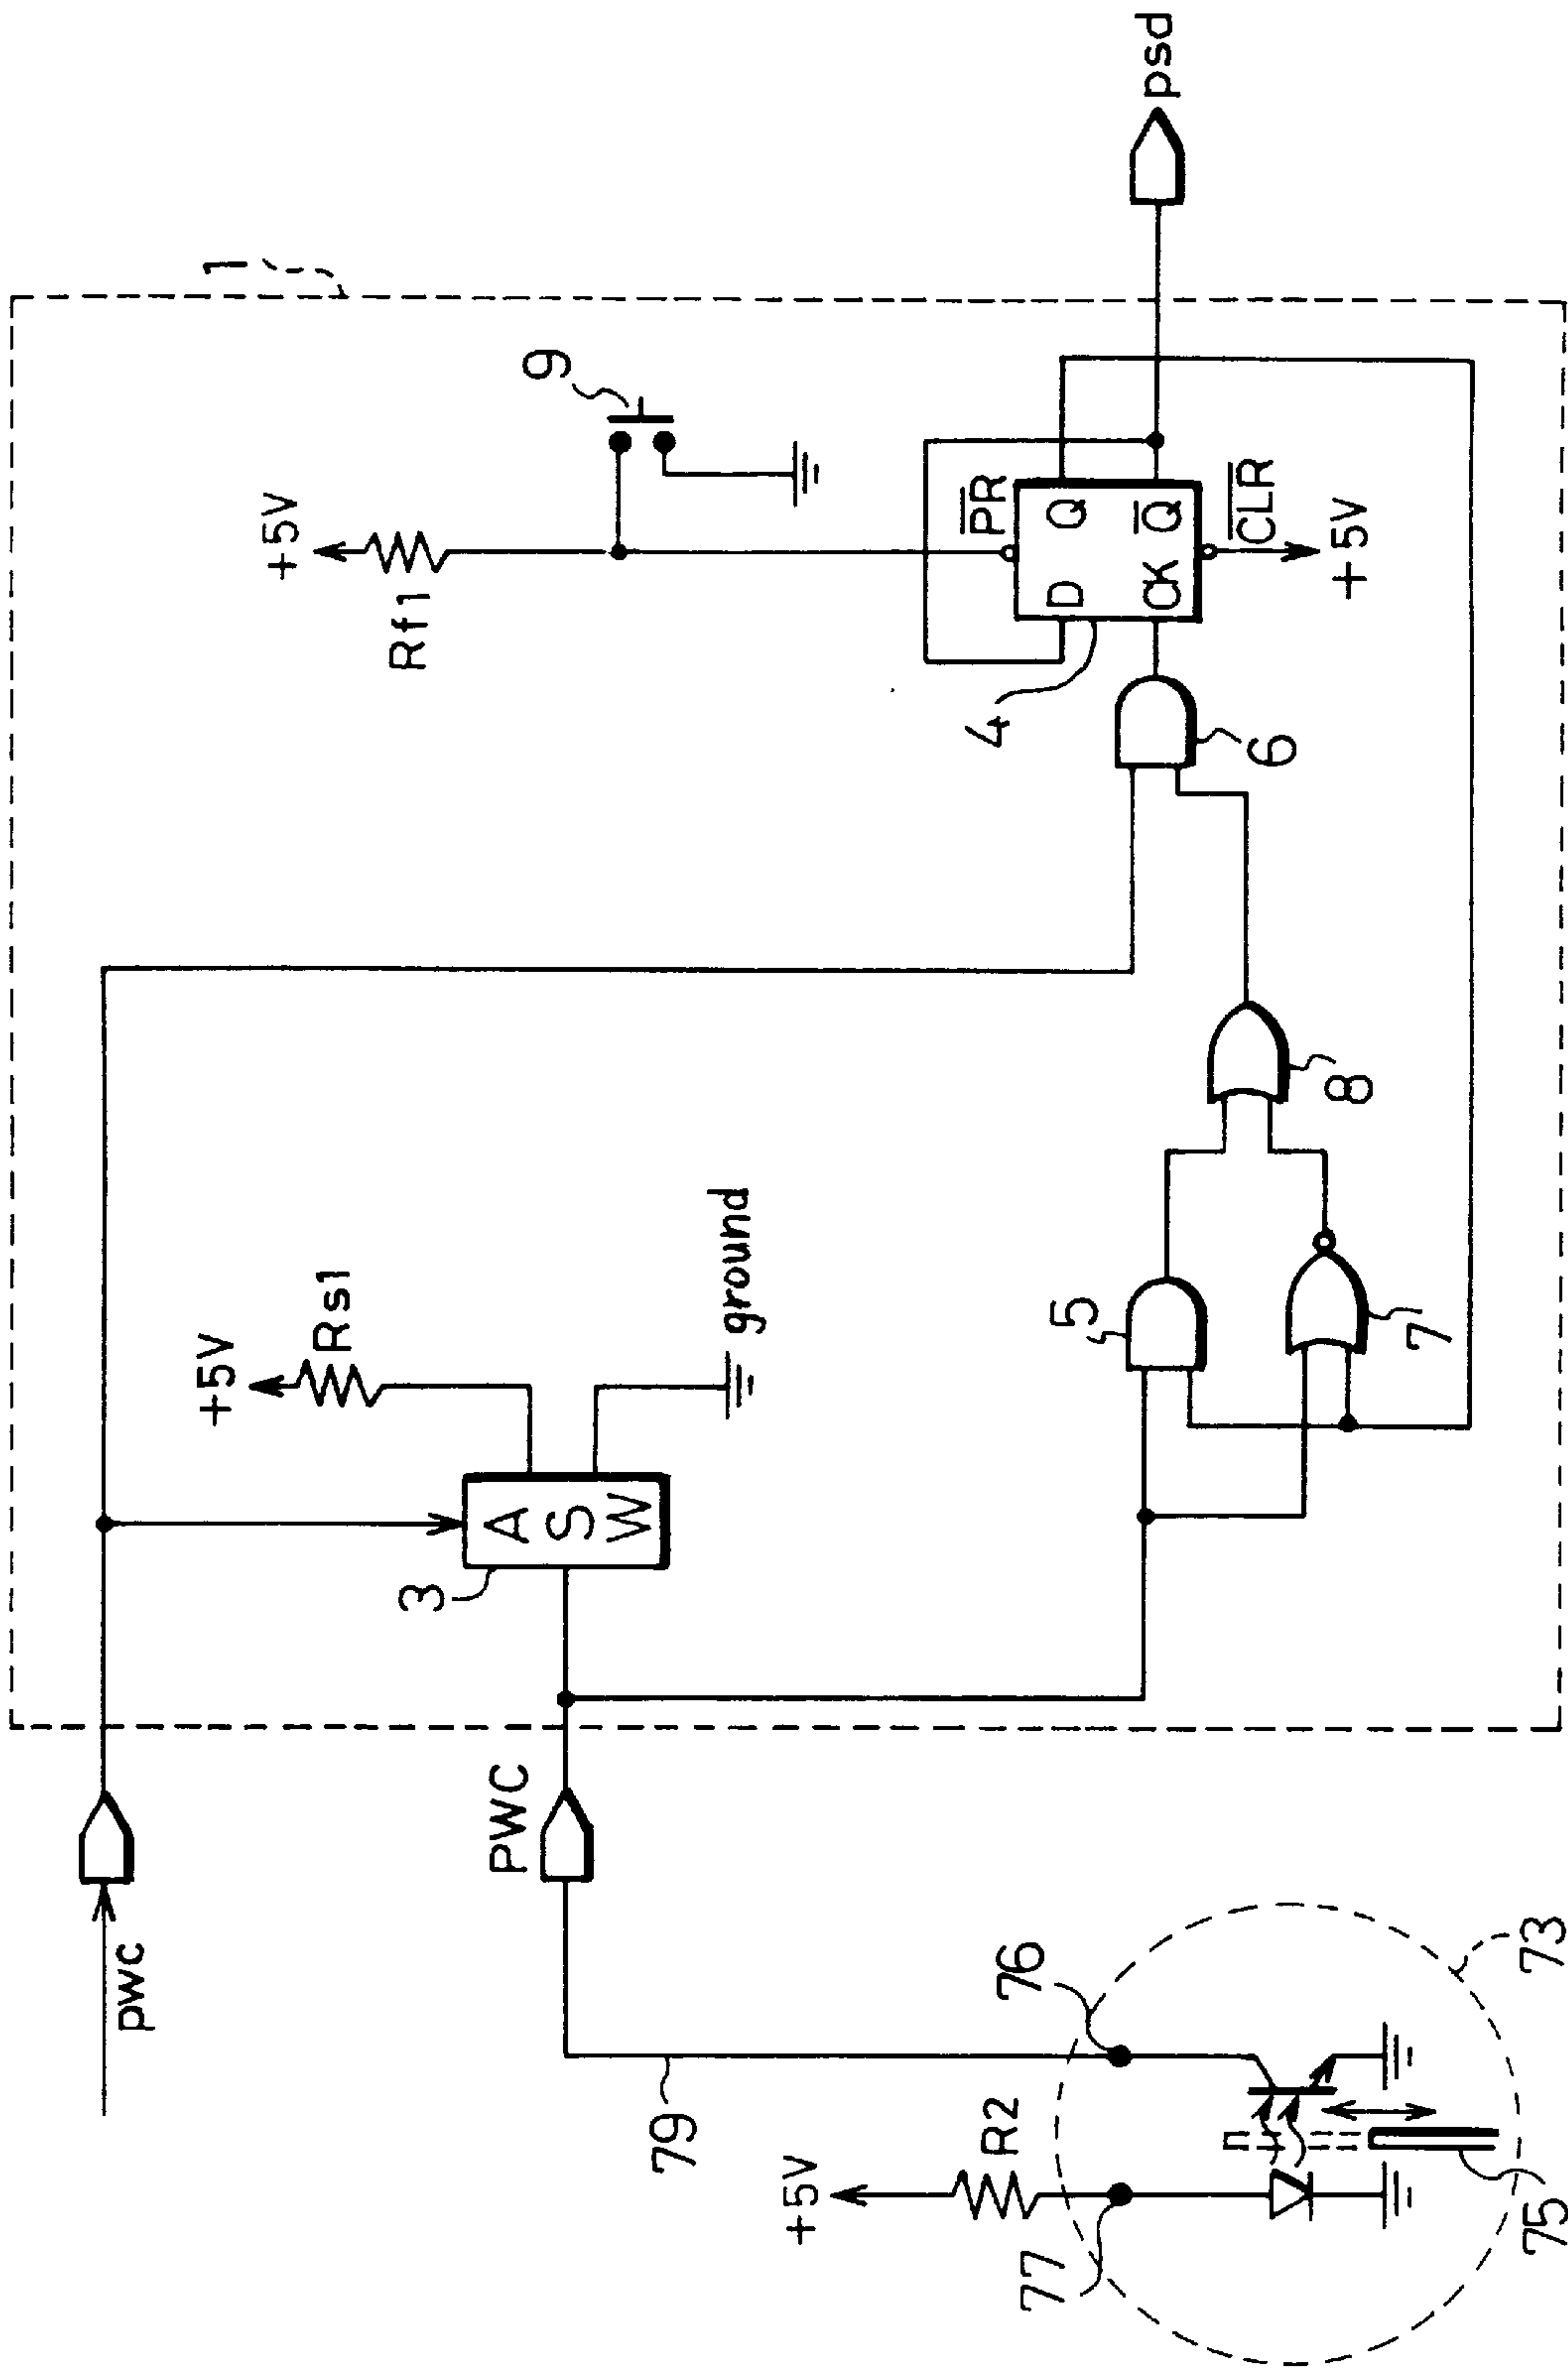 pwc
1
+5V
Rs1
3
A
S
W
ground
+5V
Rf1
9
PWC
PR
D
Q
CK
Q
CLR
+5V
4
6
psd
5
7
8
79
76
+5V
R2
77
75
73